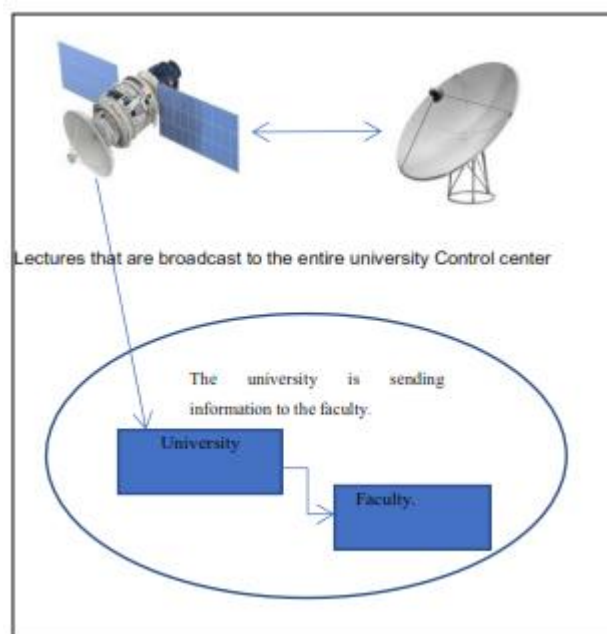 Lectures that are broadcast to the entire university Control center
The university is sending
information to the faculty.
University
Faculty.